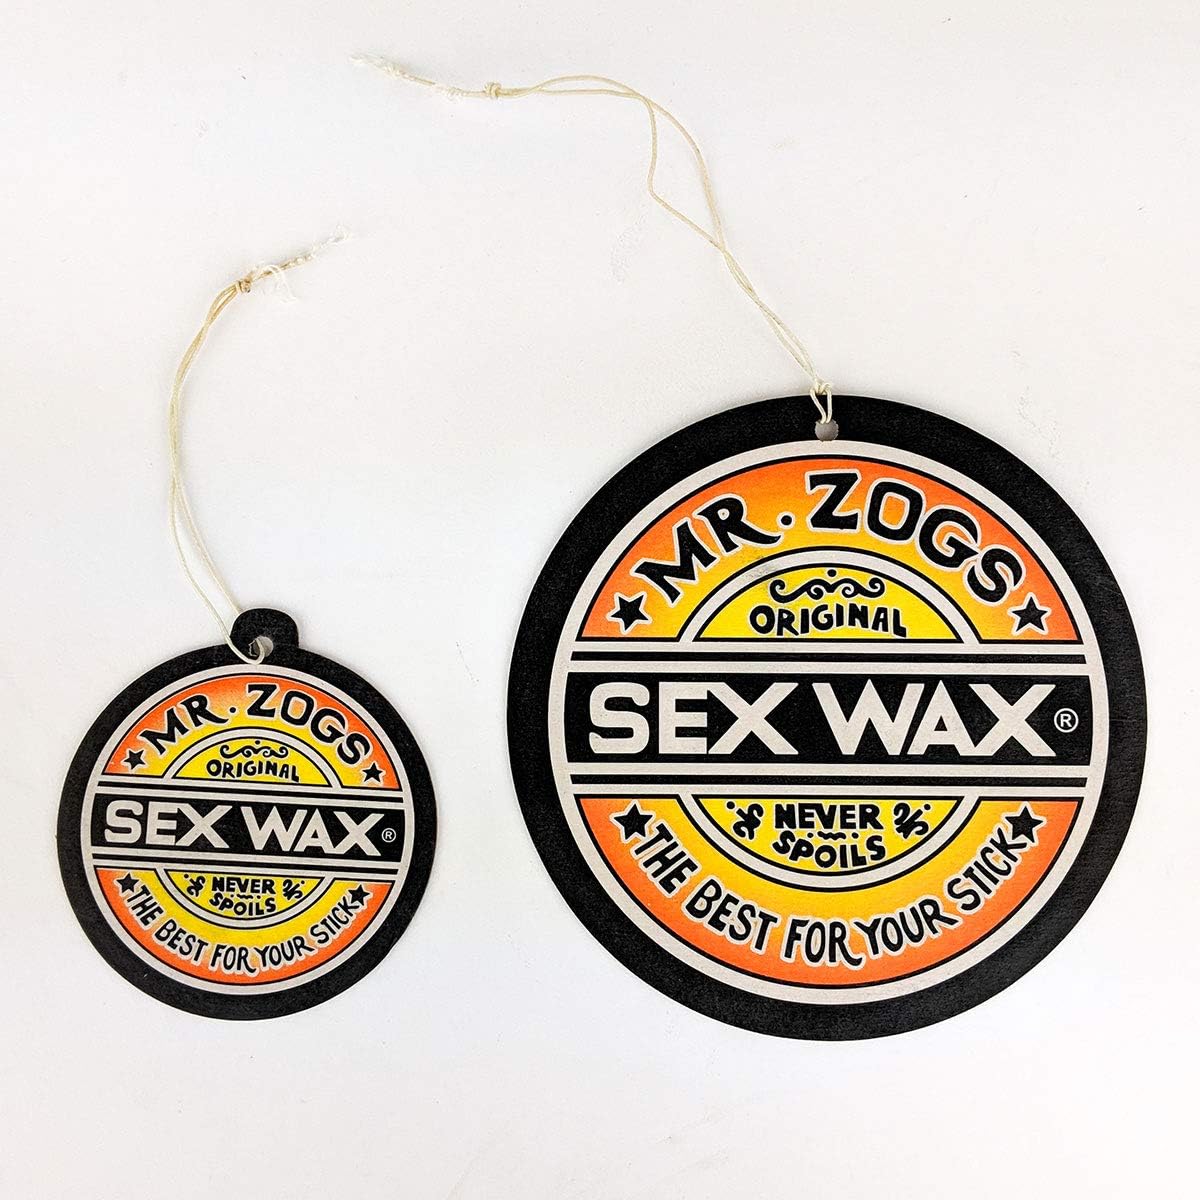 MR. ZOGS
ORIGINAL
SEX WAX®
NEVER
SPOILS
THE BEST FOR YOUR STICK
MR. ZOGS
ORIGINAL
SEX WAX®
NEVER
SPOILS
THE BEST FOR YOUR STICK